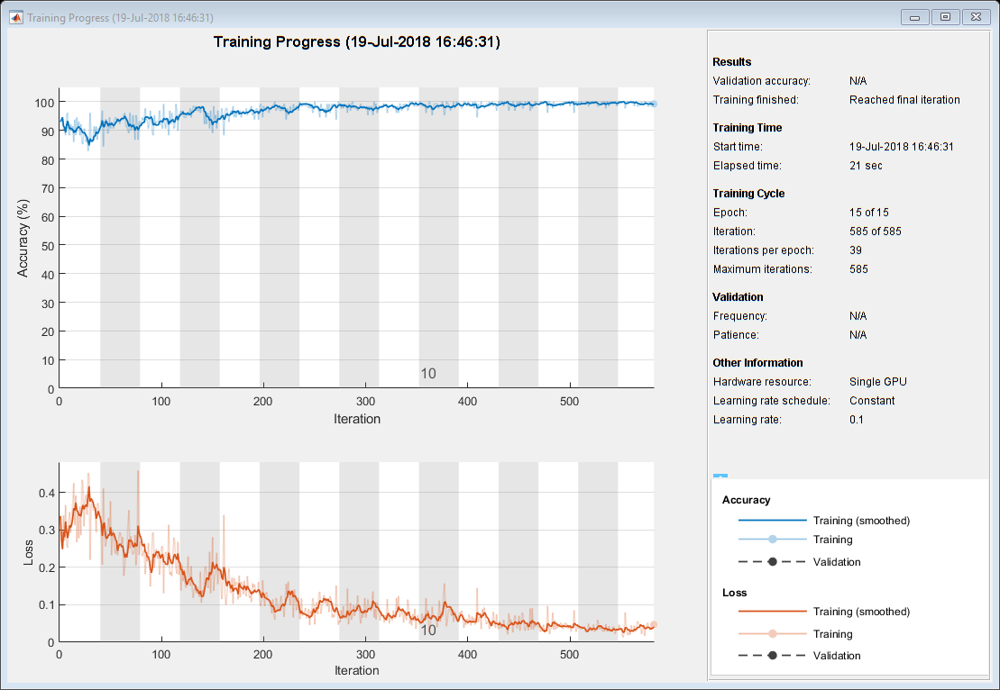 Training Progress (19-Jul-2018 16:46:31)
Training Progress (19-Jul-2018 16:46:31)
100
90
80
70
60
50
40
30
20
10
0
Accuracy (%)
10
0 100 200 300 400 500
Iteration
0.4
0.3
0.2
0.1
0
Loss
10
0 100 200 300 400 500
Iteration
Results
Validation accuracy: N/A
Training finished: Reached final iteration
Training Time
Start time: 19-Jul-2018 16:46:31
Elapsed time: 21 sec
Training Cycle
Epoch: 15 of 15
Iteration: 585 of 585
Iterations per epoch: 39
Maximum iterations: 585
Validation
Frequency: N/A
Patience: N/A
Other Information
Hardware resource: Single GPU
Learning rate schedule: Constant
Learning rate: 0.1
Accuracy
Training (smoothed)
Training
Validation
Loss
Training (smoothed)
Training
Validation